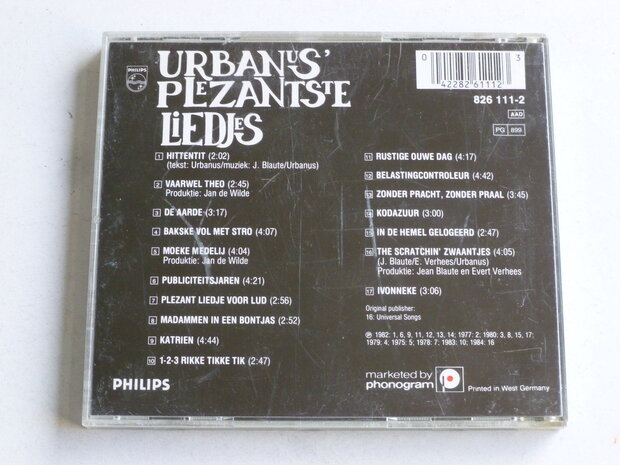 PHILIPS
URBANUS'
PLEZANTSTE
LIEDJES
0 42282 61112 3
826 111-2
AAD
PG 899
1 HITTENTIT (2:02)
(tekst: Urbanus/muziek: J. Blaute/Urbanus)
2 VAARWEL THEO (2:45)
Produktie: Jan de Wilde
3 DE AARDE (3:17)
4 BAKSKE VOL MET STRO (4:07)
5 MOEKE MEDELIJ (4:04)
Produktie: Jan de Wilde
6 PUBLICITEITSJAREN (4:21)
7 PLEZANT LIEDJE VOOR LUD (2:56)
8 MADAMMEN IN EEN BONTJAS (2:52)
9 KATRIEN (4:44)
10 1-2-3 RIKKE TIKKE TIK (2:47)
11 RUSTIGE OUWE DAG (4:17)
12 BELASTINGCONTROLEUR (4:42)
13 ZONDER PRACHT, ZONDER PRAAL (3:45)
14 KODAZUUR (3:00)
15 IN DE HEMEL GELOGEERD (2:47)
16 THE SCRATCHIN' ZWAANTJES (4:05)
(J. Blaute/E. Verhees/Urbanus)
Produktie: Jean Blaute en Evert Verhees
17 IVONNEKE (3:06)
Original publisher:
16: Universal Songs
℗ 1982: 1, 6, 9, 11, 12, 13, 14; 1977: 2; 1980: 3, 8, 15, 17;
1979: 4; 1975: 5; 1978: 7; 1983: 10; 1984: 16
PHILIPS
marketed by
phonogram
Printed in West Germany